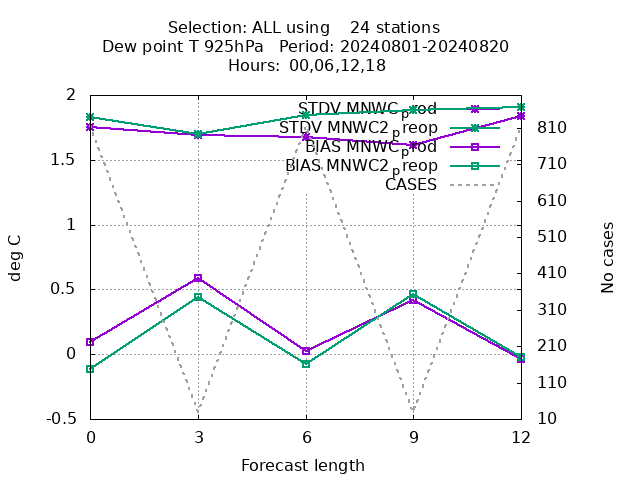 Selection: ALL using    24 stations
Dew point T 925hPa   Period: 20240801-20240820
Hours:  00,06,12,18
STDV MNWC_prod
STDV MNWC2_preop
BIAS MNWC_prod
BIAS MNWC2_preop
CASES
2
1.5
1
0.5
0
-0.5
deg C
810
710
610
510
410
310
210
110
10
No cases
0 3 6 9 12
Forecast length